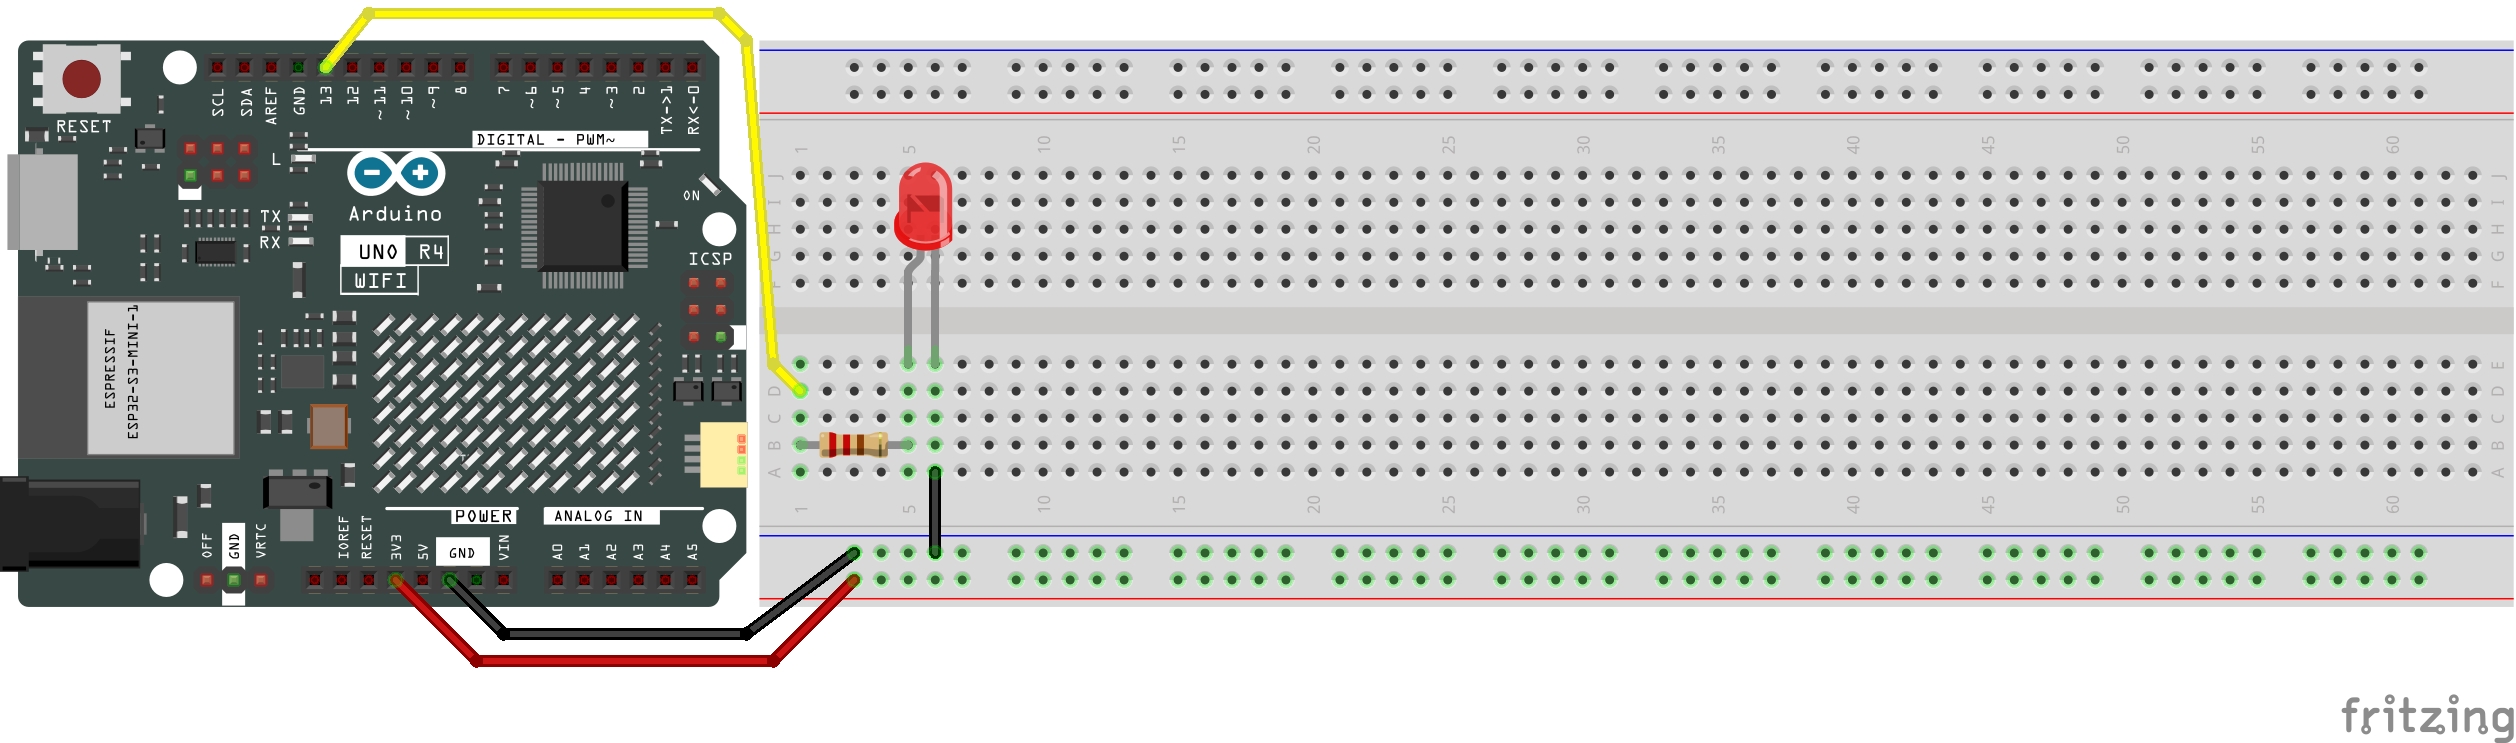 RESET
SCL
SDA
AREF
GND
13
12
~11
~10
~9
8
7
~6
~5
4
~3
2
TX->1
RX<-0
DIGITAL - PWM~
L
TX
RX
Arduino
UNO R4
WIFI
ON
ICSP
ESPRESSIF
ESP32-S3-MINI-1
OFF
GND
VRTC
IOREF
RESET
3V3
5V
GND
VIN
POWER
ANALOG IN
A0
A1
A2
A3
A4
A5
1 5 10 15 20 25 30 35 40 45 50 55 60
J J
I I
H H
G G
F F
E
D D
C C
B B
A A
1 5 10 15 20 25 30 35 40 45 50 55 60
fritzing